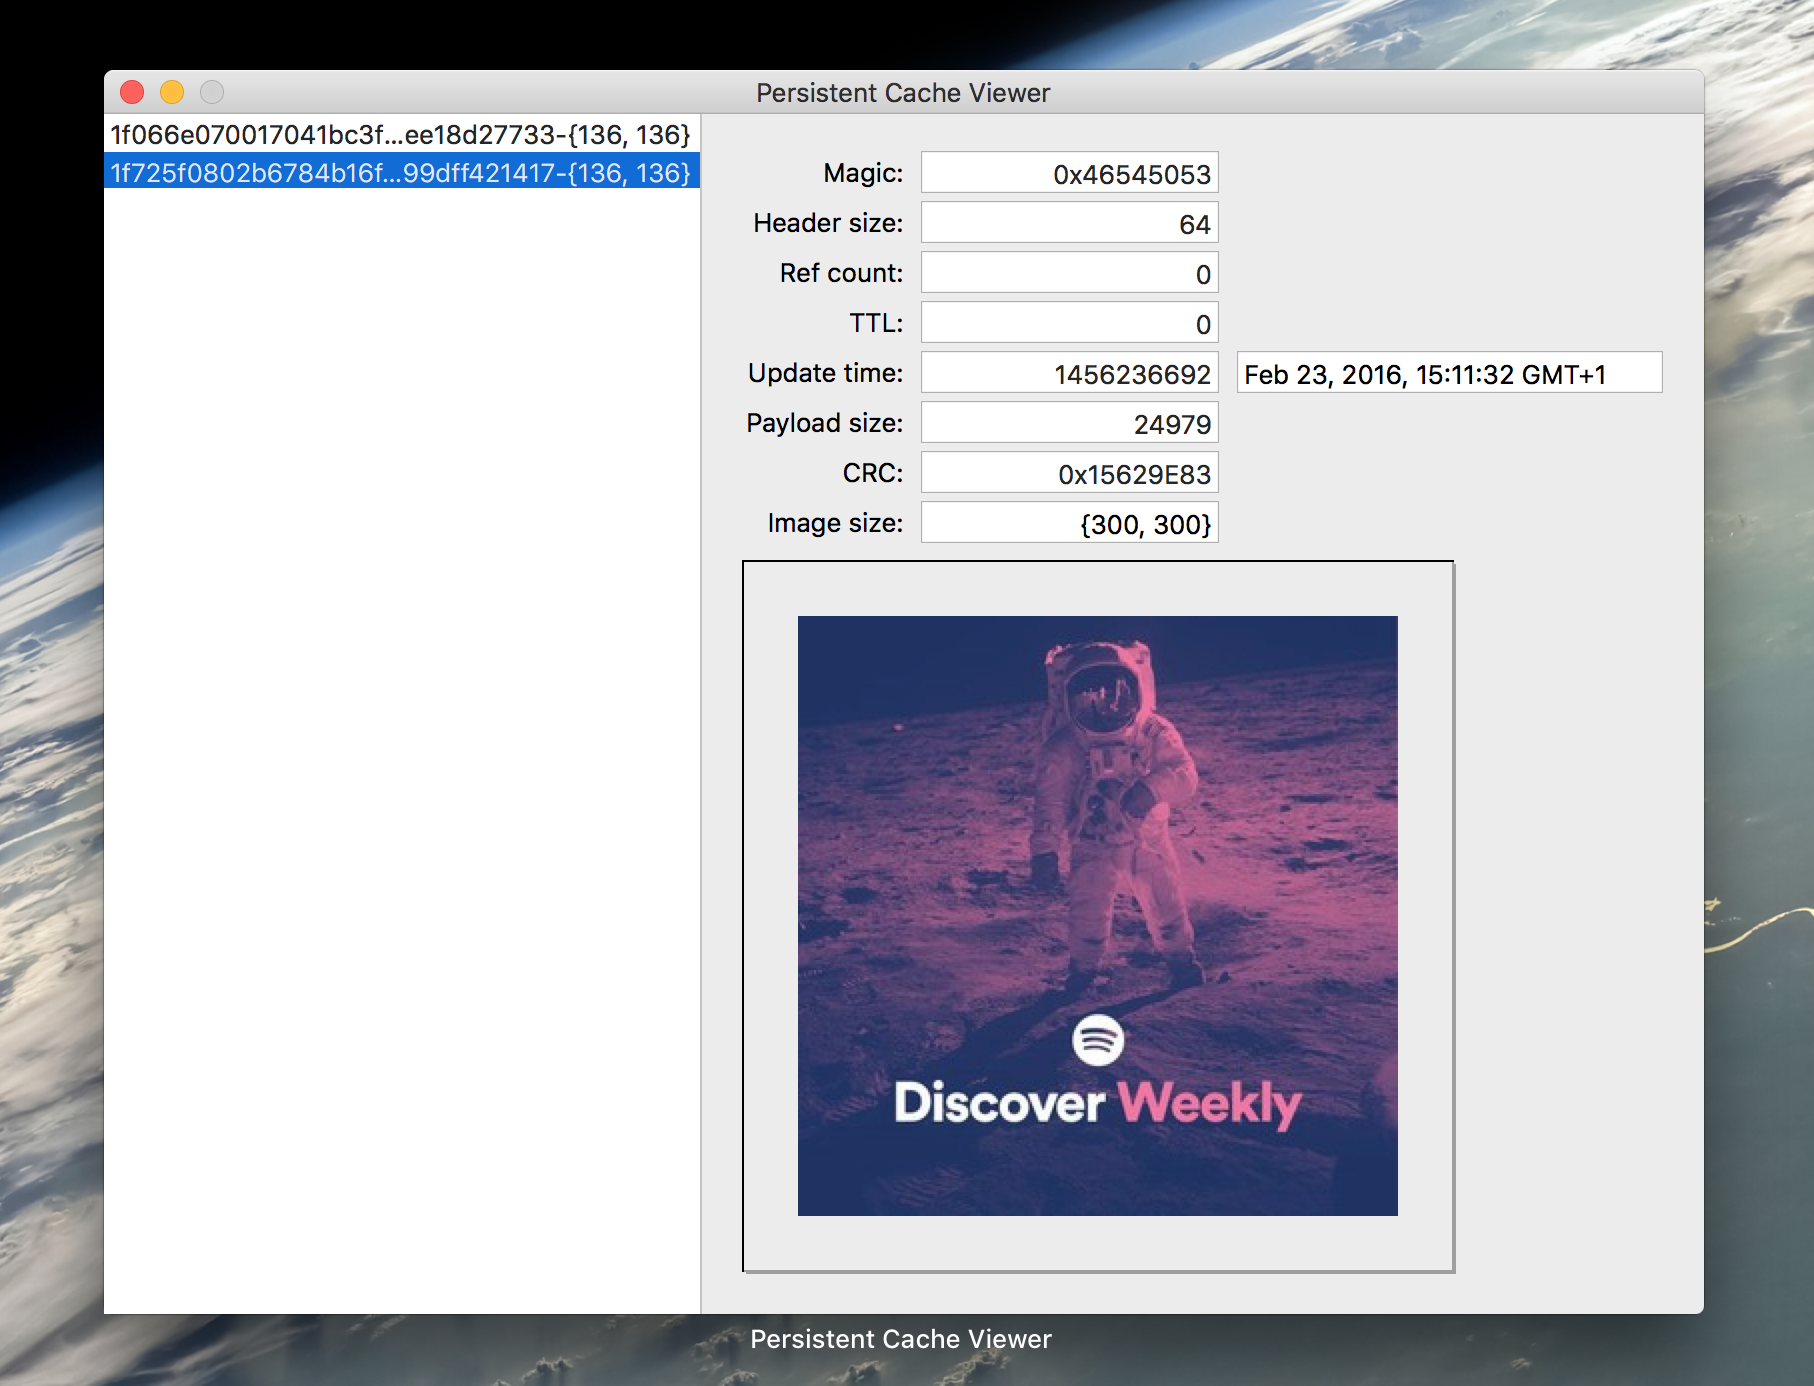 Persistent Cache Viewer
1f066e070017041bc3f...ee18d27733-{136, 136}
1f725f0802b6784b16f...99dff421417-{136, 136}
Magic: 0x46545053
Header size: 64
Ref count: 0
TTL: 0
Update time: 1456236692 Feb 23, 2016, 15:11:32 GMT+1
Payload size: 24979
CRC: 0x15629E83
Image size: {300, 300}
Discover Weekly
Persistent Cache Viewer